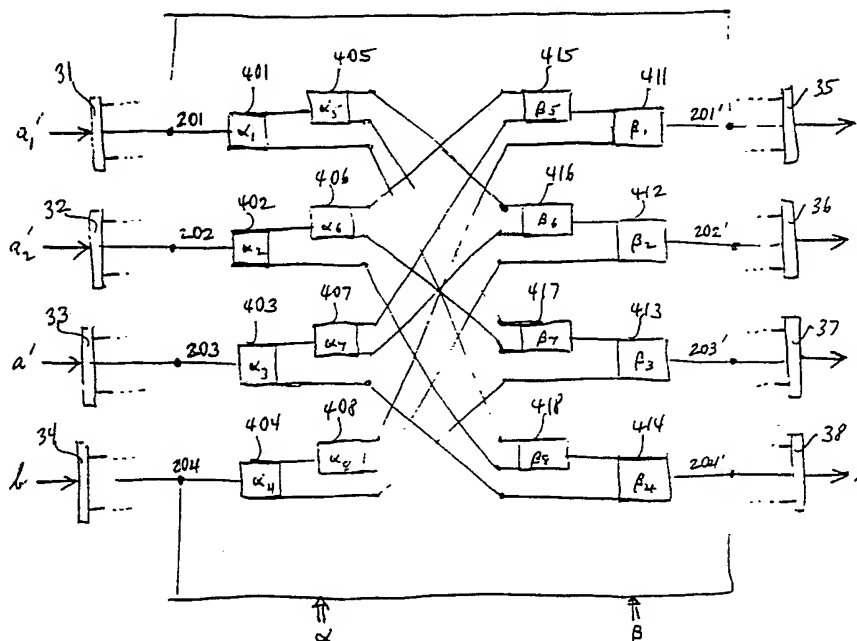 405 415
31 401 411 35
a₁' 201 α₁ α₅ β₅ β₁ 201'
406 416
32 402 412 36
a₂' 202 α₂ α₆ β₆ β₂ 202'
407 417
33 403 413 37
a' 203 α₃ α₇ β₇ β₃ 203'
408 418
34 404 414 38
b 204 α₄ α₈ β₈ β₄ 204'
α β